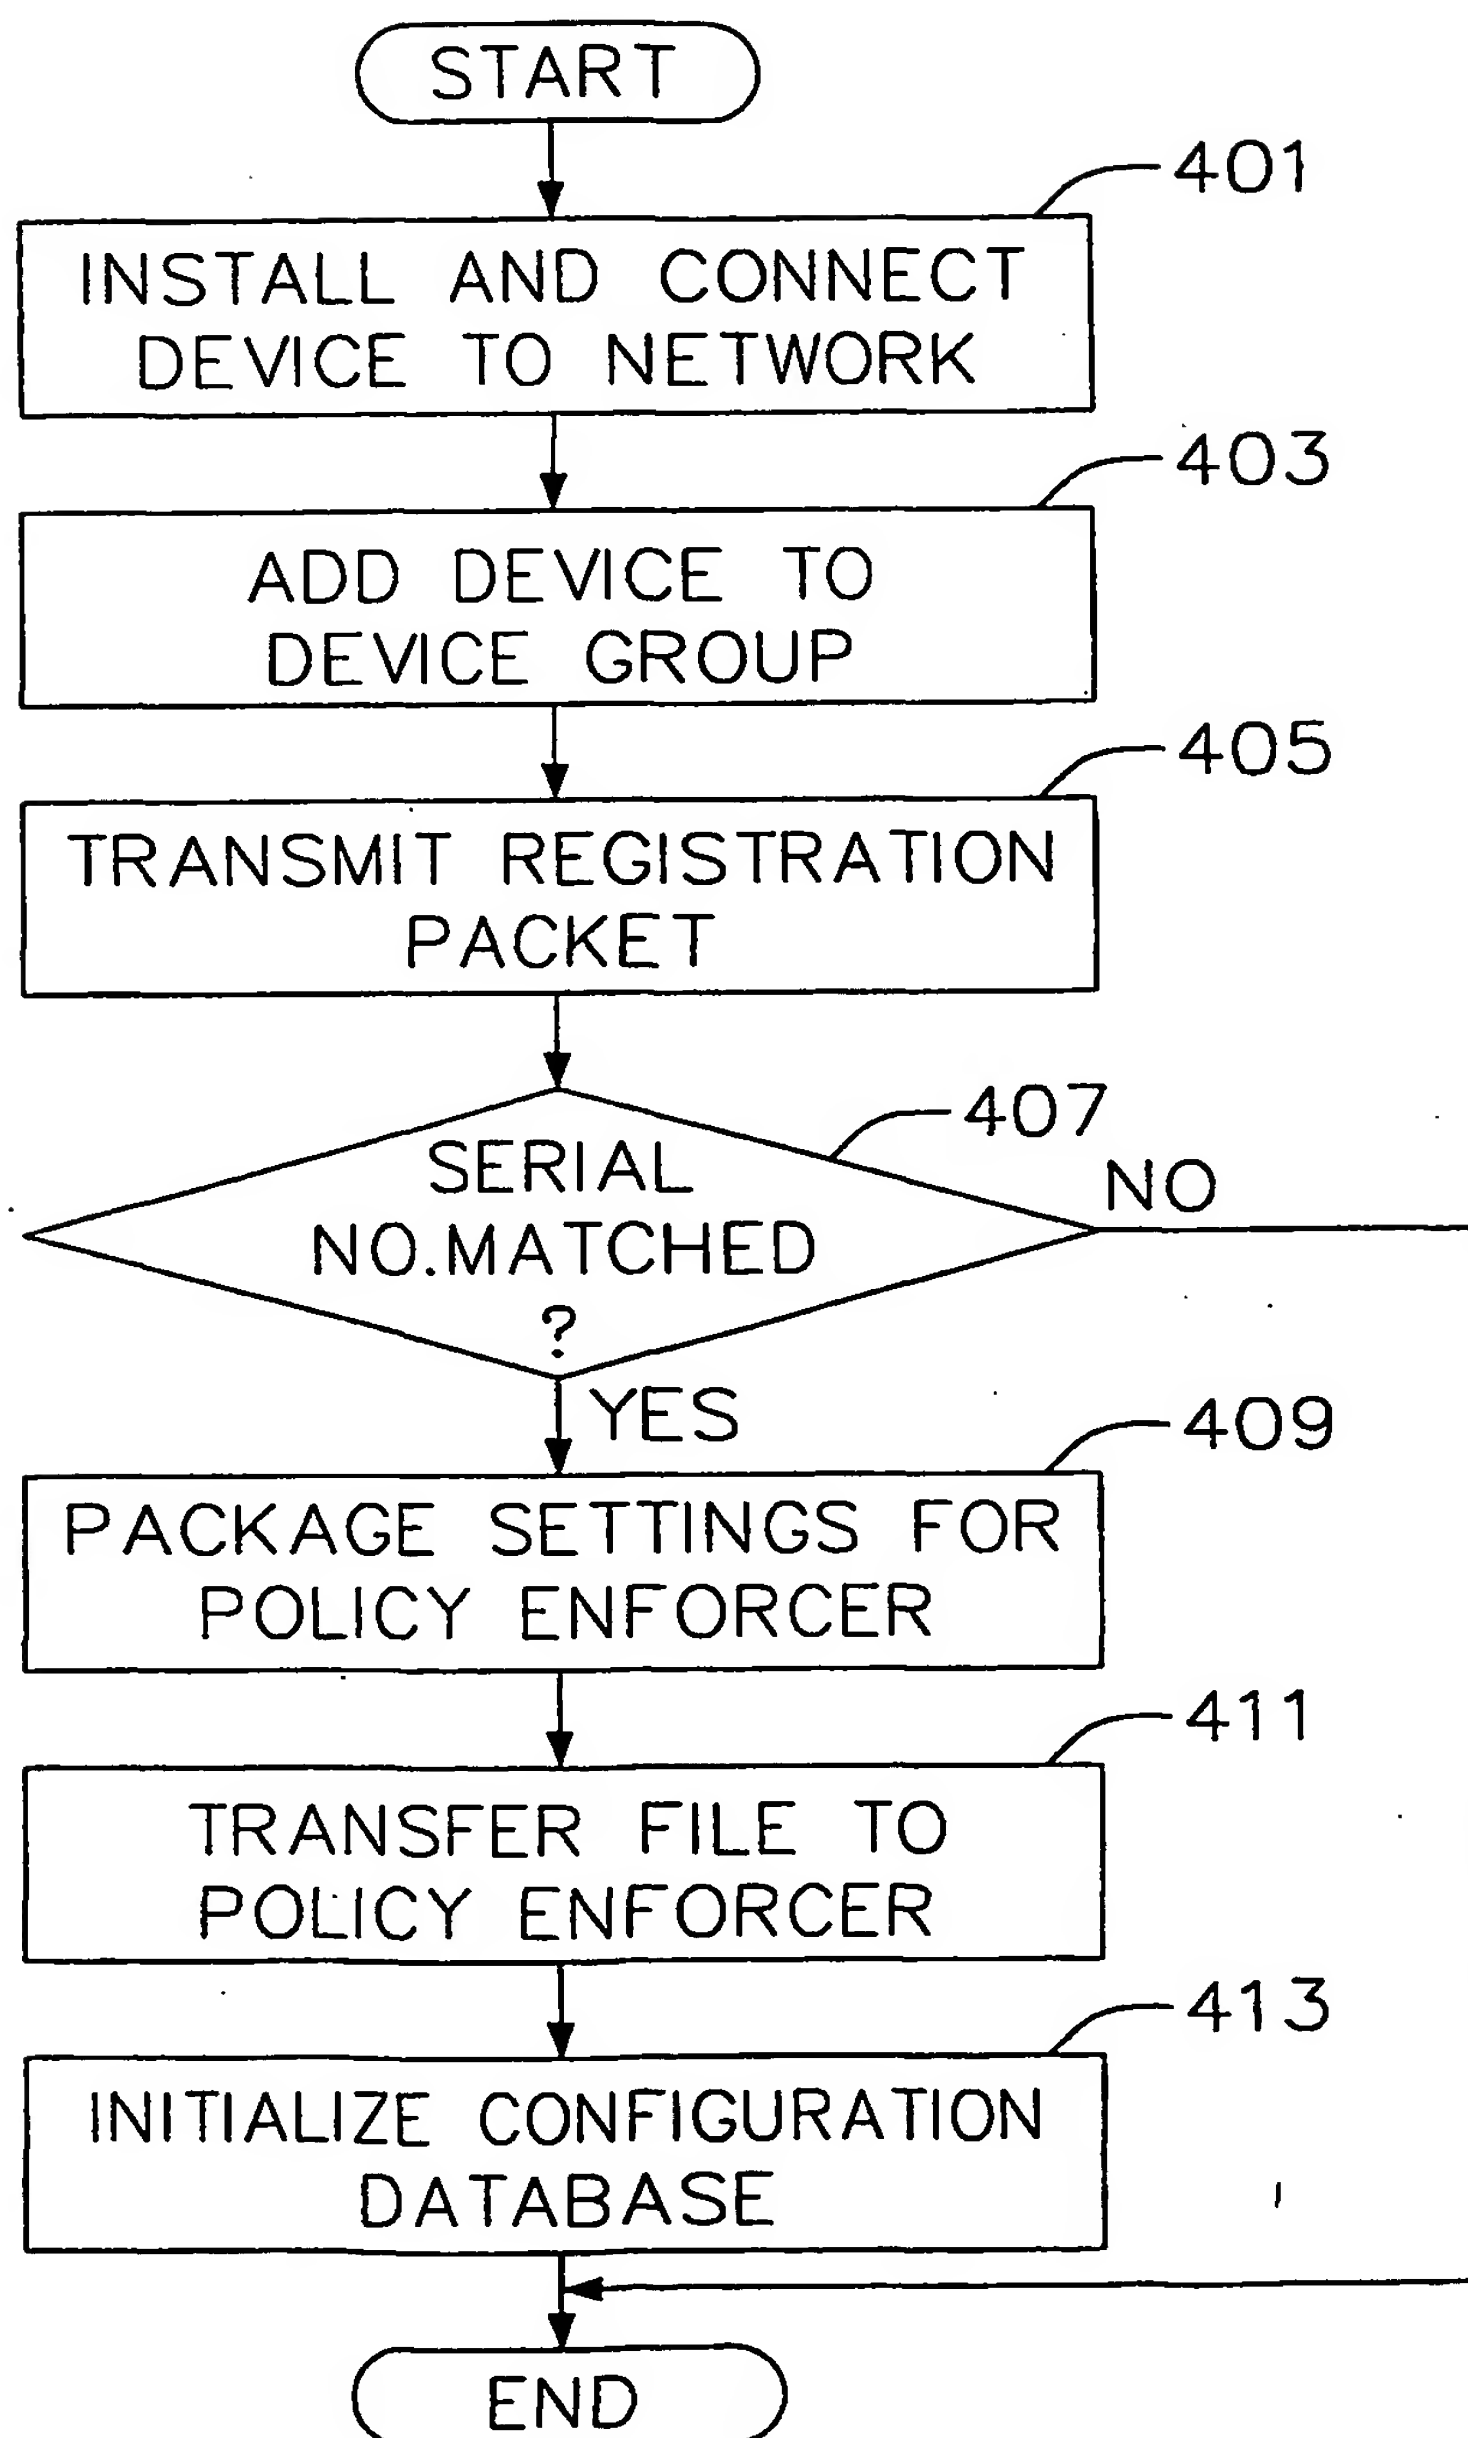 START
401
INSTALL AND CONNECT
DEVICE TO NETWORK
403
ADD DEVICE TO
DEVICE GROUP
405
TRANSMIT REGISTRATION
PACKET
407
SERIAL
NO.MATCHED
?
NO
YES
409
PACKAGE SETTINGS FOR
POLICY ENFORCER
411
TRANSFER FILE TO
POLICY ENFORCER
413
INITIALIZE CONFIGURATION
DATABASE
END